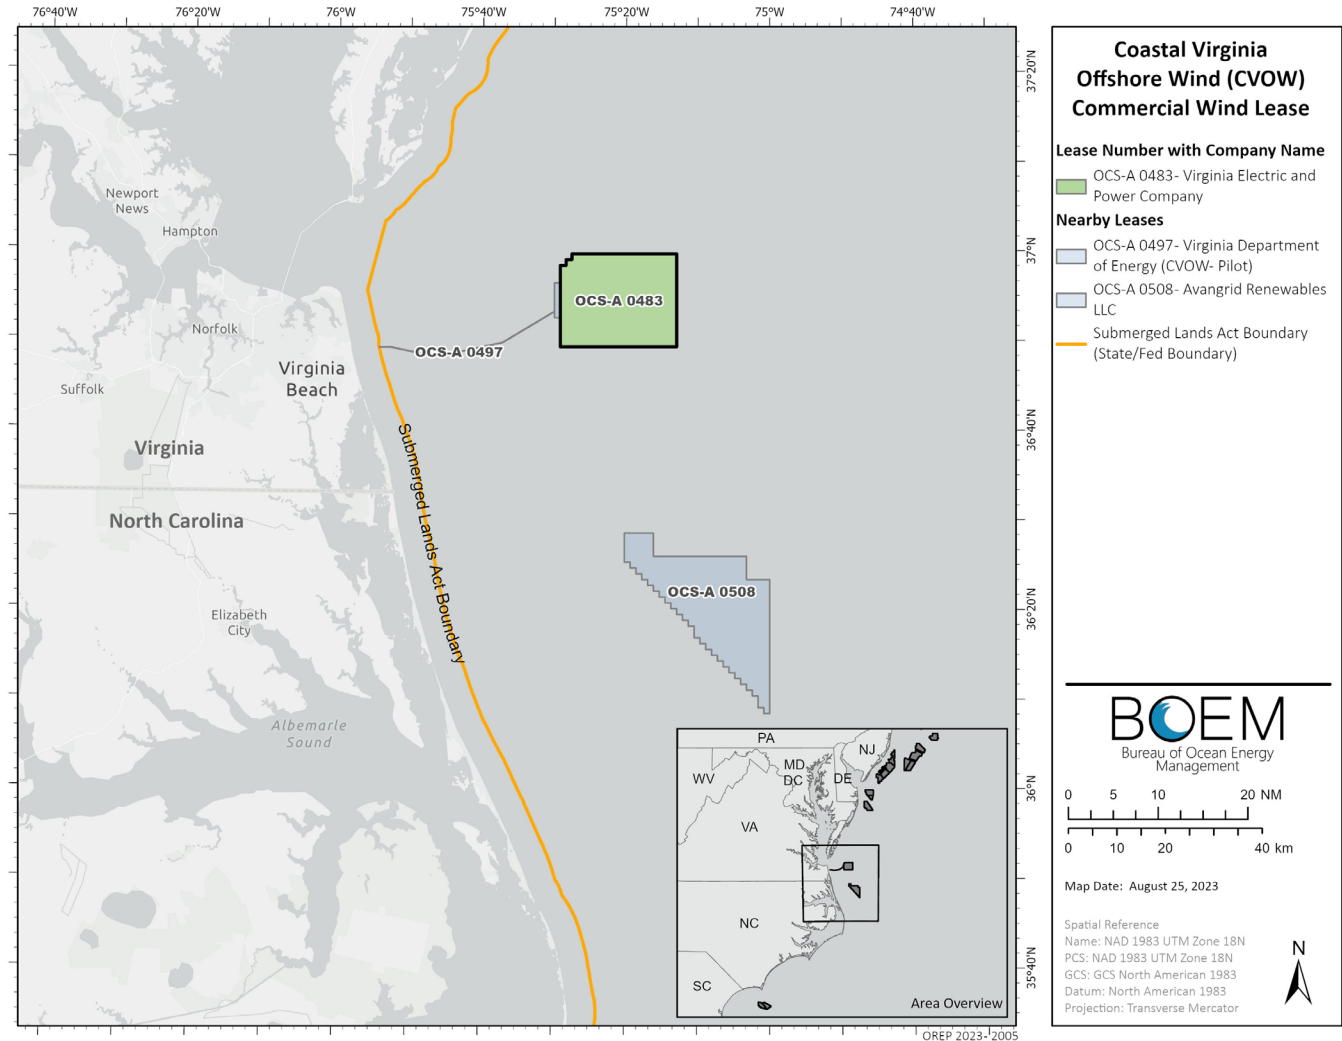 76°40'W 76°20'W 76°W 75°40'W 75°20'W 75°W 74°40'W
37°20'N
37°N
36°40'N
36°20'N
36°N
35°40'N
Newport
News
Hampton
Norfolk
Virginia
Beach
Suffolk
Virginia
North Carolina
Elizabeth
City
Albemarle
Sound
OCS-A 0483
OCS-A 0497
Submerged Lands Act Boundary
OCS-A 0508
PA
NJ
WV
MD
DC
DE
VA
NC
SC
Area Overview
OREP 2023-2005
Coastal Virginia
Offshore Wind (CVOW)
Commercial Wind Lease
Lease Number with Company Name
OCS-A 0483- Virginia Electric and
Power Company
Nearby Leases
OCS-A 0497- Virginia Department
of Energy (CVOW- Pilot)
OCS-A 0508- Avangrid Renewables
LLC
Submerged Lands Act Boundary
(State/Fed Boundary)
BOEM
Bureau of Ocean Energy
Management
0 5 10 20 NM
0 10 20 40 km
Map Date: August 25, 2023
Spatial Reference
Name: NAD 1983 UTM Zone 18N
PCS: NAD 1983 UTM Zone 18N
GCS: GCS North American 1983
Datum: North American 1983
Projection: Transverse Mercator
N